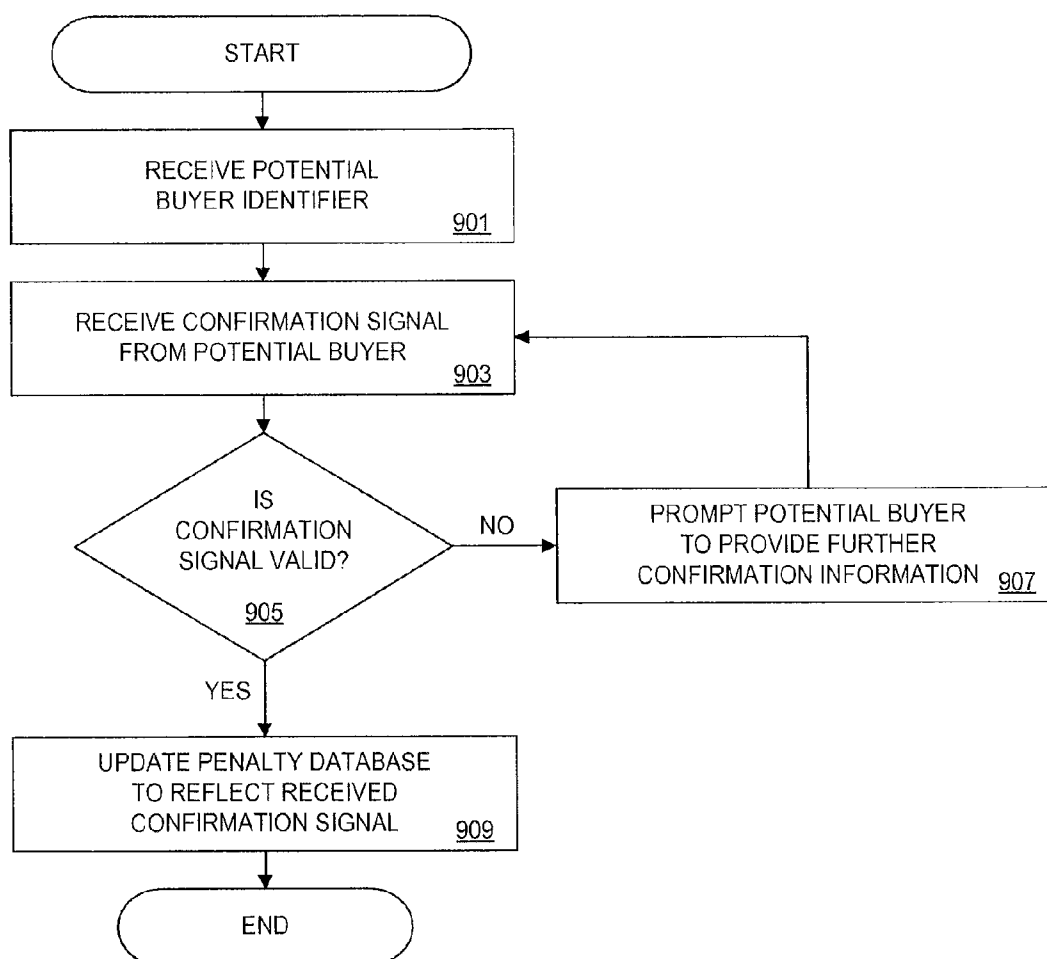 START
RECEIVE POTENTIAL
BUYER IDENTIFIER
901
RECEIVE CONFIRMATION SIGNAL
FROM POTENTIAL BUYER
903
IS
CONFIRMATION
SIGNAL VALID?
905
NO
PROMPT POTENTIAL BUYER
TO PROVIDE FURTHER
CONFIRMATION INFORMATION
907
YES
UPDATE PENALTY DATABASE
TO REFLECT RECEIVED
CONFIRMATION SIGNAL
909
END